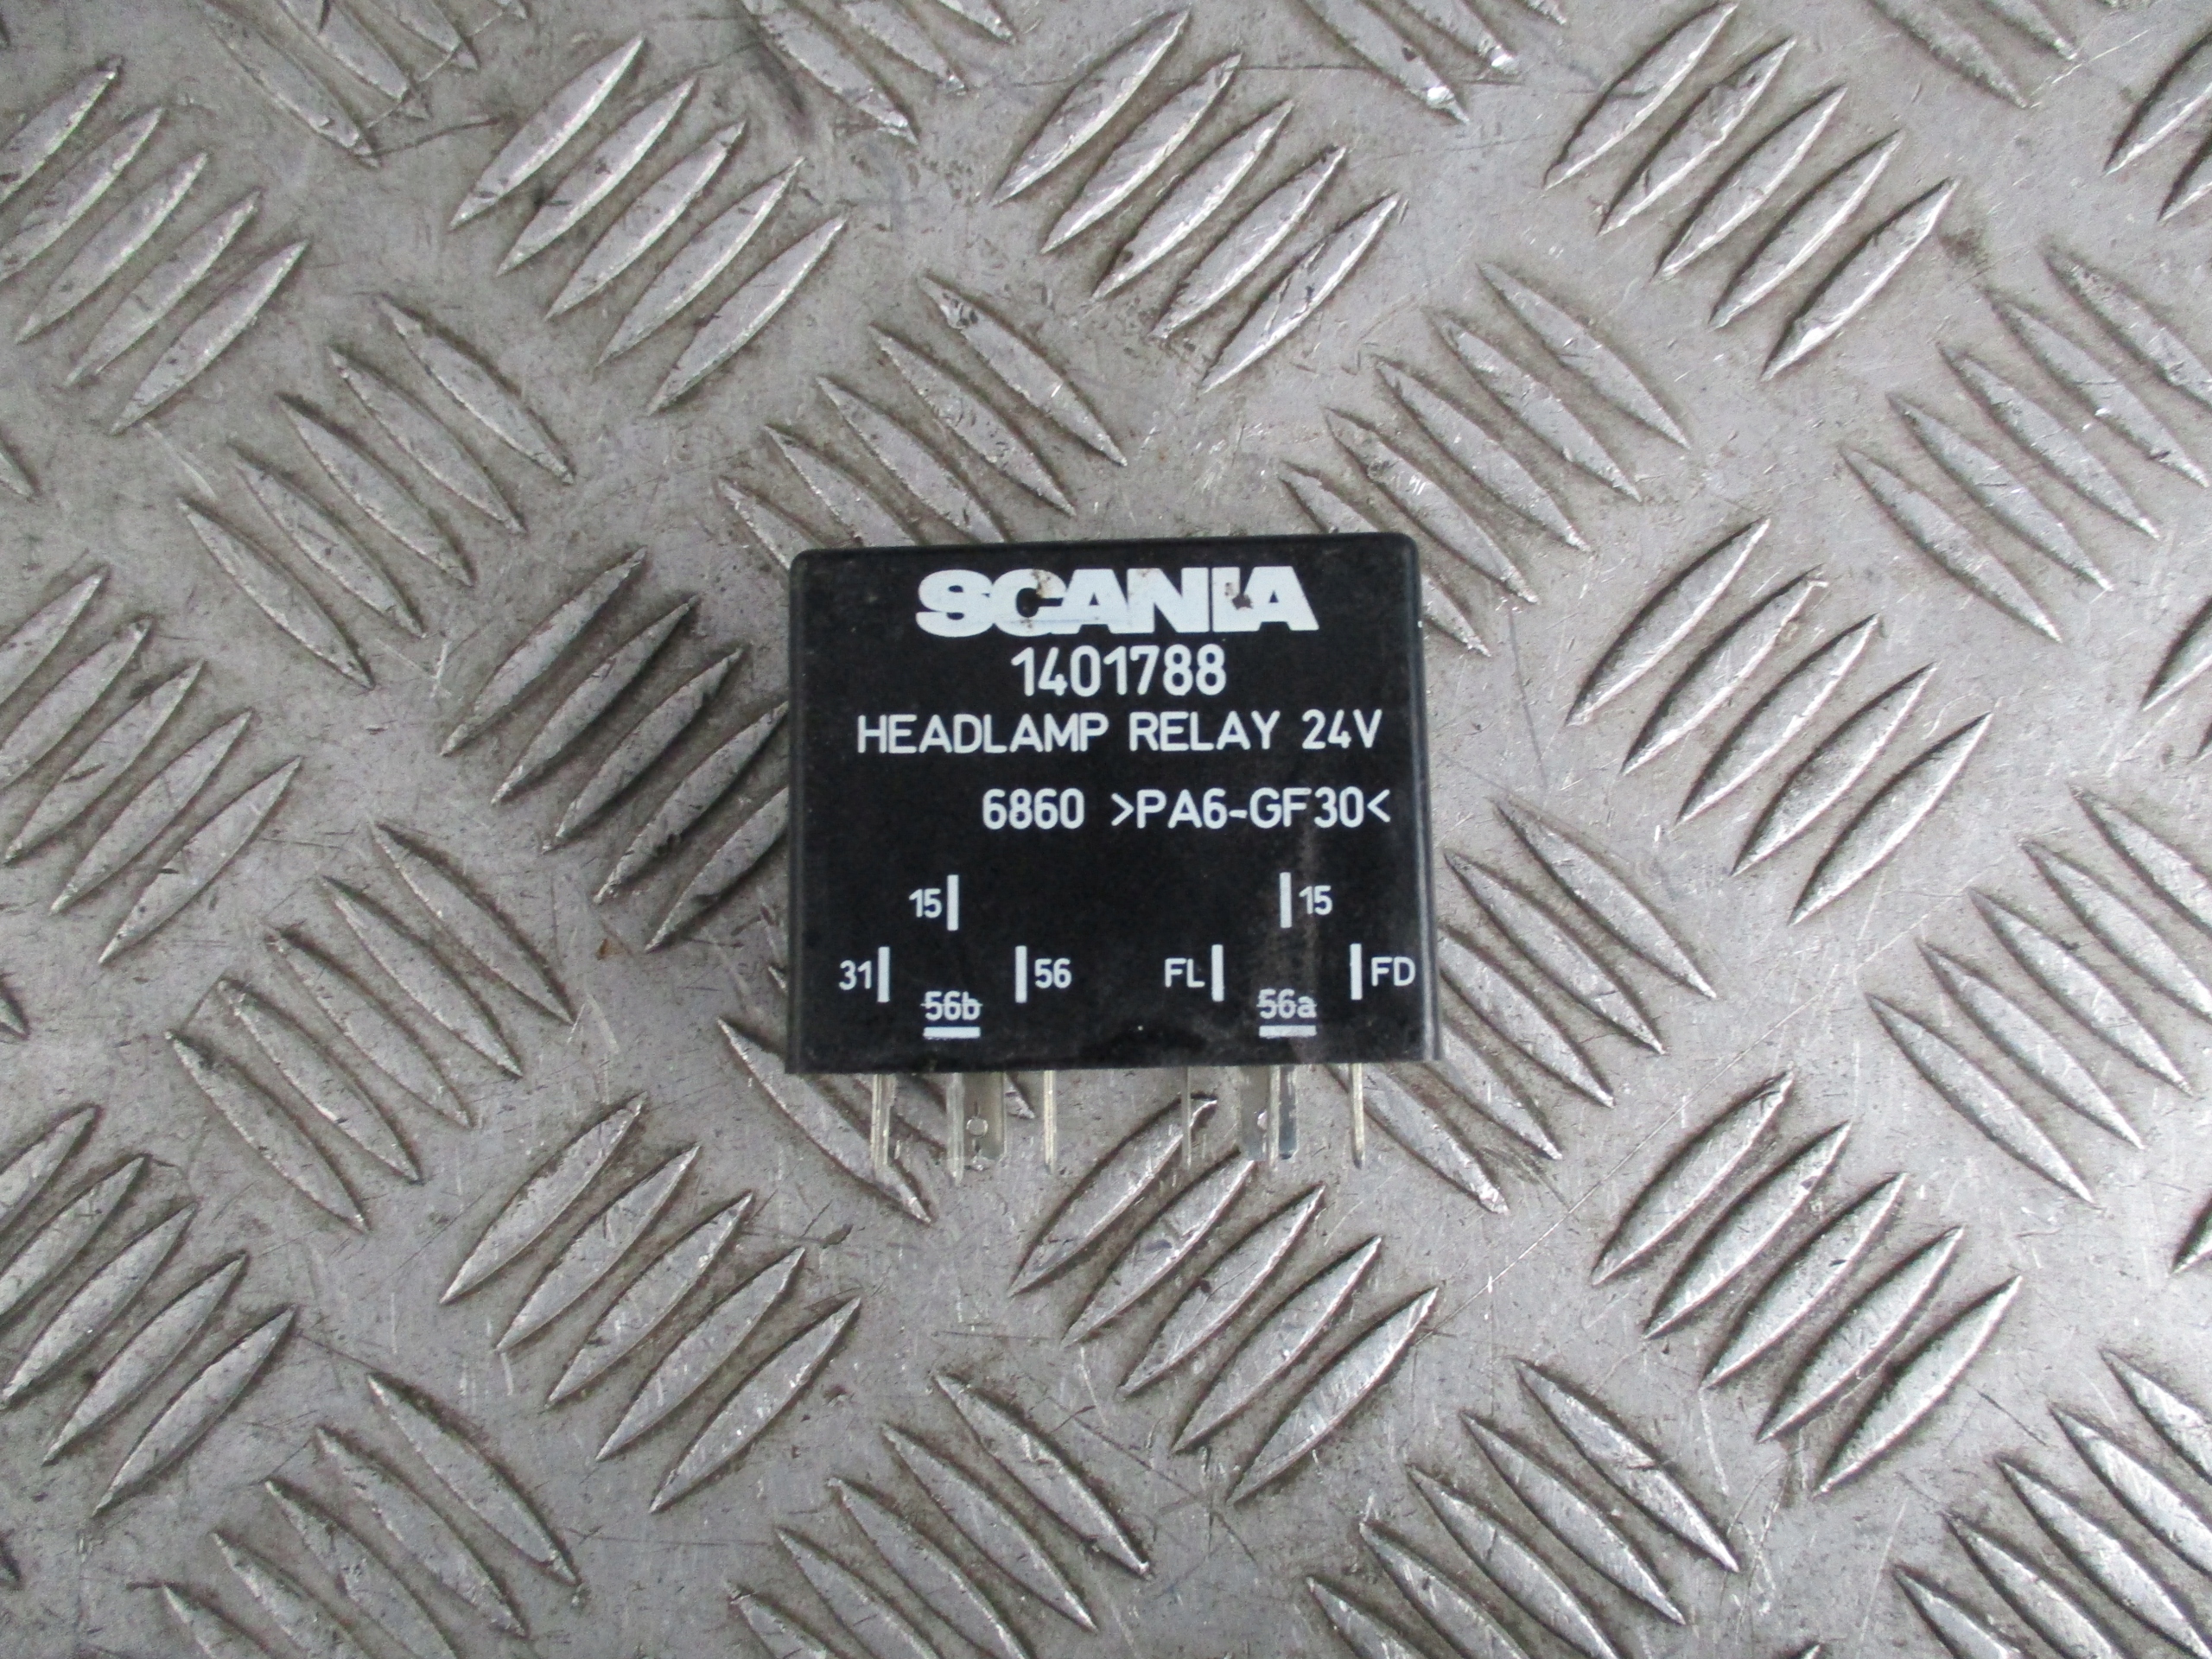 SCANIA
1401788
HEADLAMP RELAY 24V
6860 >PA6-GF30<
15 15
31 56 FL FD
56b 56a